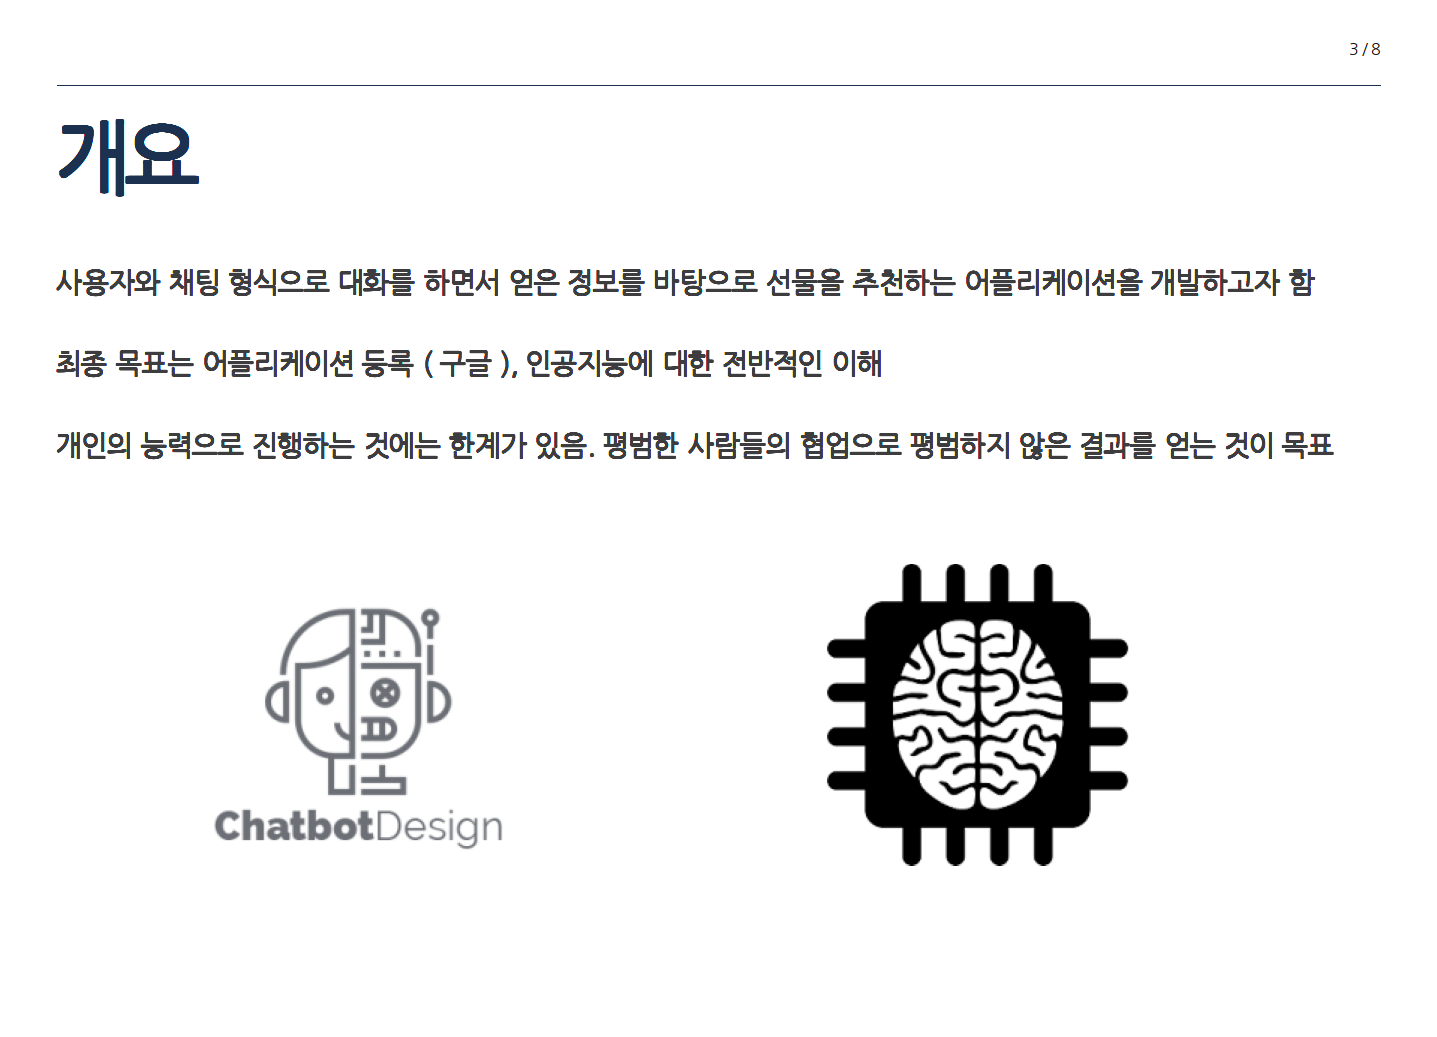 3 / 8
개요
사용자와 채팅 형식으로 대화를 하면서 얻은 정보를 바탕으로 선물을 추천하는 어플리케이션을 개발하고자 함
최종 목표는 어플리케이션 등록 ( 구글 ), 인공지능에 대한 전반적인 이해
개인의 능력으로 진행하는 것에는 한계가 있음. 평범한 사람들의 협업으로 평범하지 않은 결과를 얻는 것이 목표
ChatbotDesign